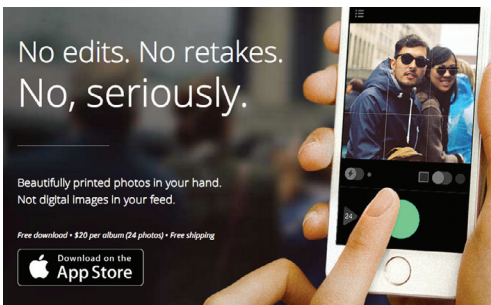 No edits. No retakes.
No, seriously.
Beautifully printed photos in your hand.
Not digital images in your feed.
Free download • $20 per album (24 photos) • Free shipping
Download on the
App Store
24